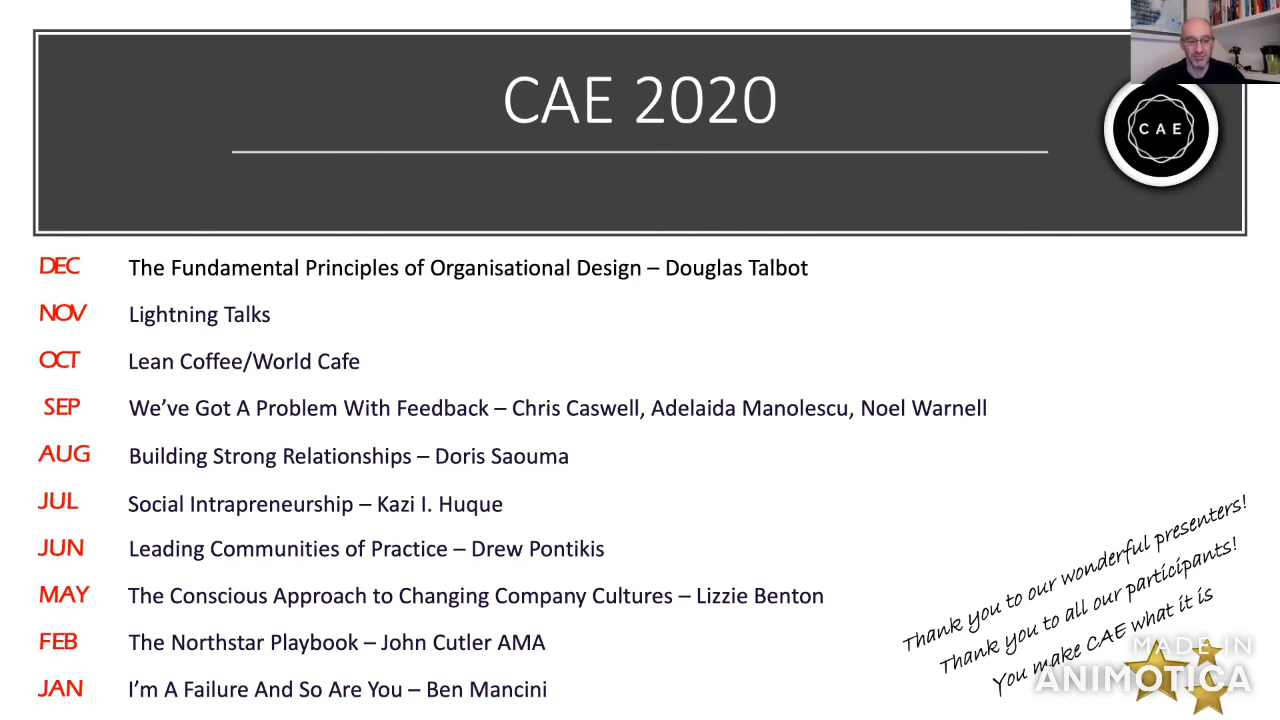 CAE 2020
CAE
DEC The Fundamental Principles of Organisational Design – Douglas Talbot
NOV Lightning Talks
OCT Lean Coffee/World Cafe
SEP We’ve Got A Problem With Feedback – Chris Caswell, Adelaida Manolescu, Noel Warnell
AUG Building Strong Relationships – Doris Saouma
JUL Social Intrapreneurship – Kazi I. Huque
JUN Leading Communities of Practice – Drew Pontikis
MAY The Conscious Approach to Changing Company Cultures – Lizzie Benton
FEB The Northstar Playbook – John Cutler AMA
JAN I’m A Failure And So Are You – Ben Mancini
Thank you to our wonderful presenters!
Thank you to all our participants!
You make CAE what it is
MADE IN
ANIMOTICA